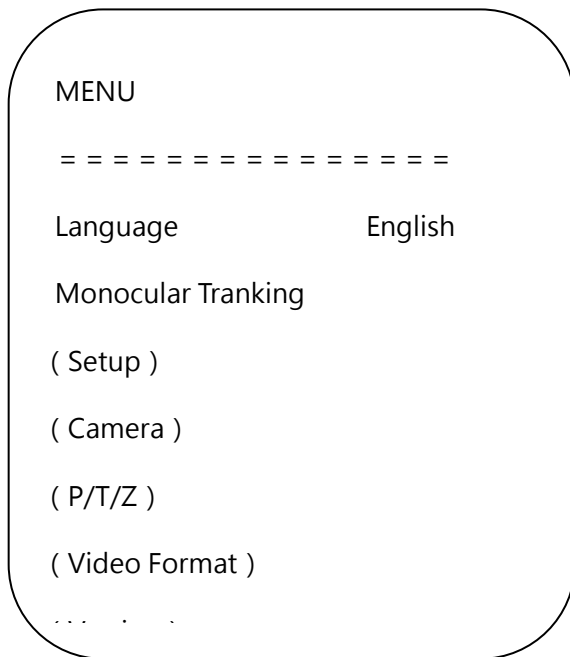 MENU
= = = = = = = = = = = = = = =
Language English
Monocular Tranking
( Setup )
( Camera )
( P/T/Z )
( Video Format )